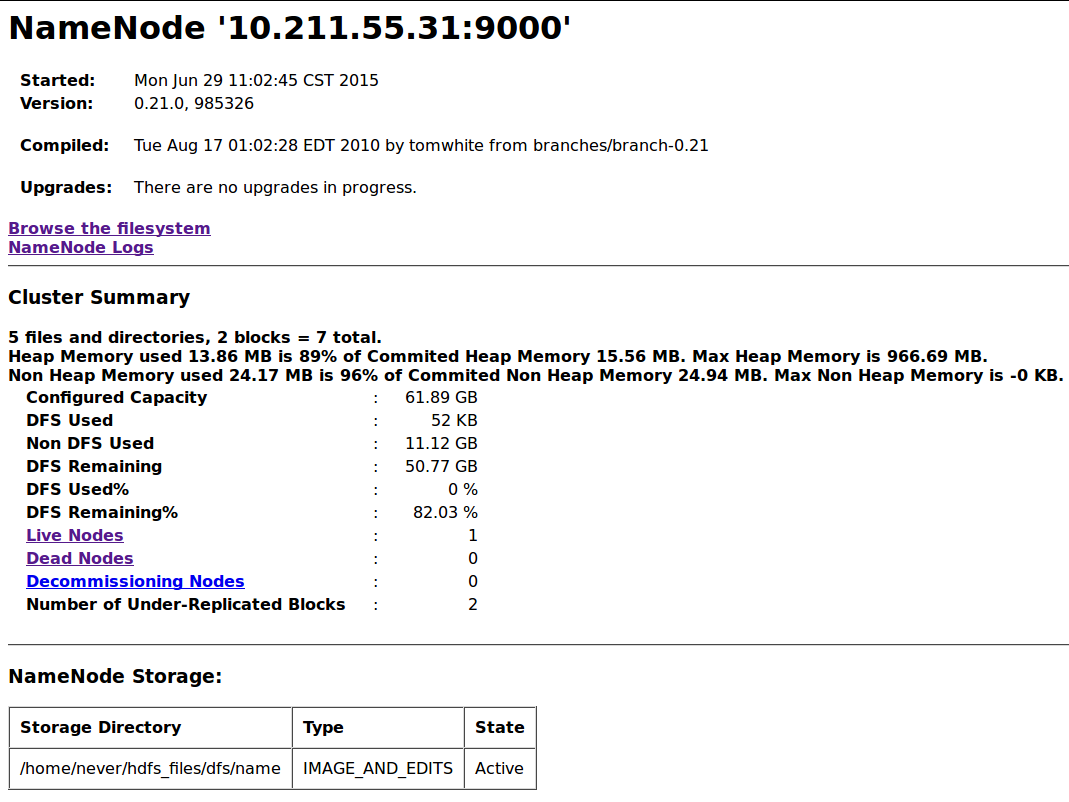 NameNode '10.211.55.31:9000'
Started: Mon Jun 29 11:02:45 CST 2015
Version: 0.21.0, 985326
Compiled: Tue Aug 17 01:02:28 EDT 2010 by tomwhite from branches/branch-0.21
Upgrades: There are no upgrades in progress.
Browse the filesystem
NameNode Logs
Cluster Summary
5 files and directories, 2 blocks = 7 total.
Heap Memory used 13.86 MB is 89% of Commited Heap Memory 15.56 MB. Max Heap Memory is 966.69 MB.
Non Heap Memory used 24.17 MB is 96% of Commited Non Heap Memory 24.94 MB. Max Non Heap Memory is -0 KB.
Configured Capacity : 61.89 GB
DFS Used : 52 KB
Non DFS Used : 11.12 GB
DFS Remaining : 50.77 GB
DFS Used% : 0 %
DFS Remaining% : 82.03 %
Live Nodes : 1
Dead Nodes : 0
Decommissioning Nodes : 0
Number of Under-Replicated Blocks : 2
NameNode Storage:
Storage Directory Type State
/home/never/hdfs_files/dfs/name IMAGE_AND_EDITS Active